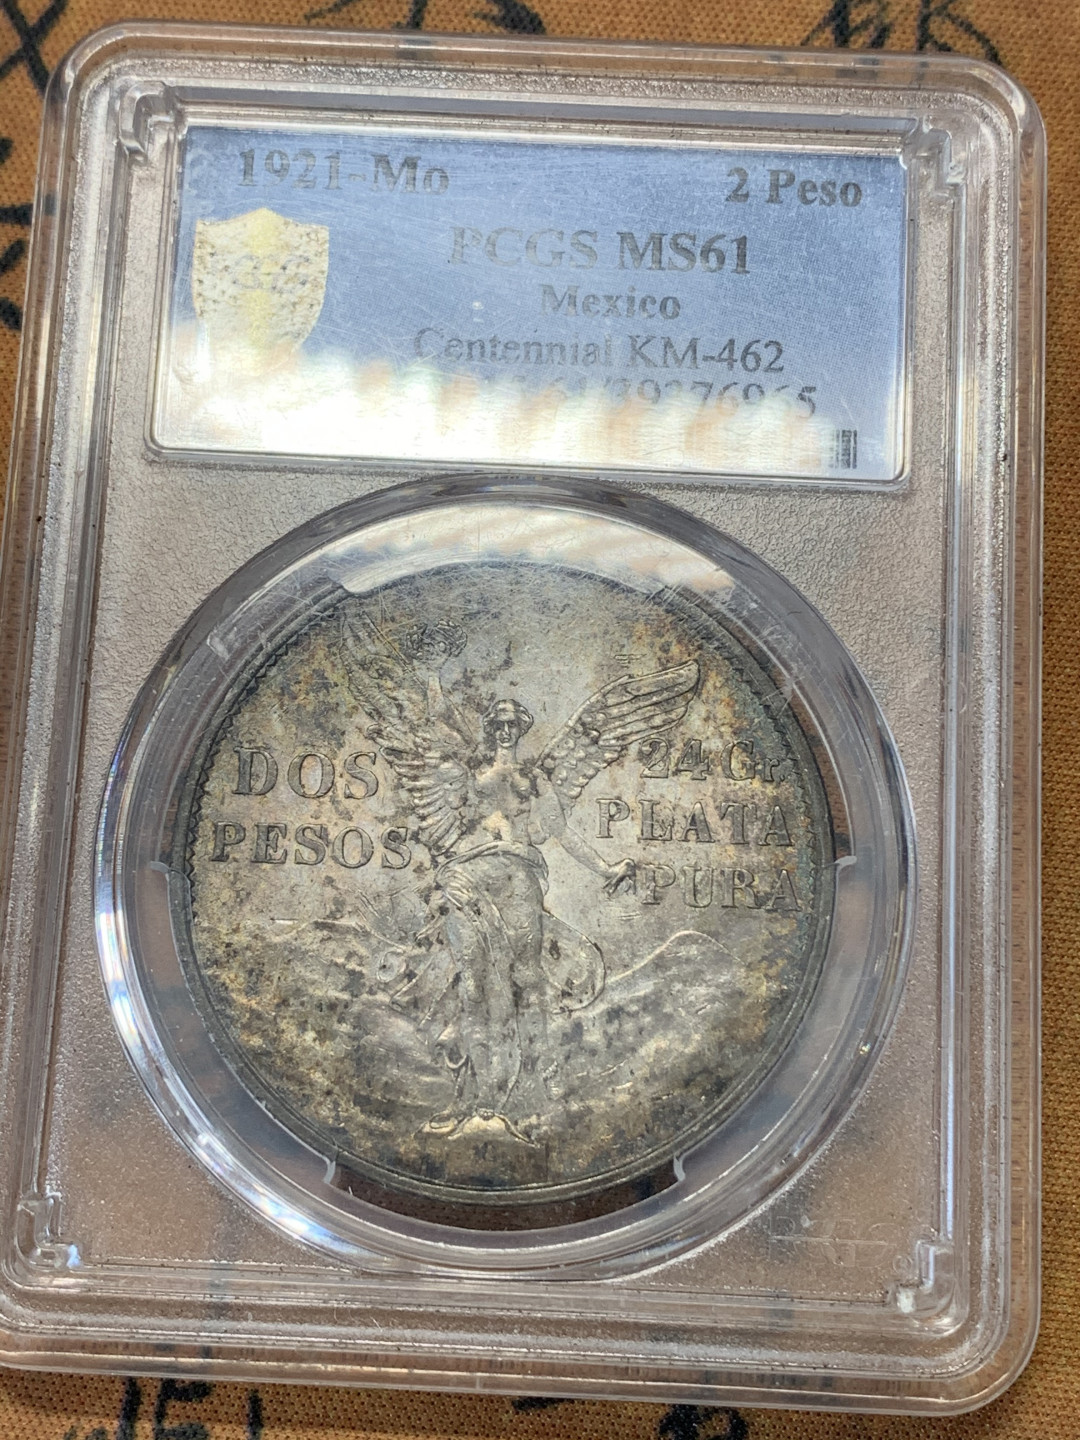 1921-Mo 2 Peso
PCGS MS61
Mexico
Centennial KM-462
DOS
PESOS
24 Gr.
PLATA
PURA